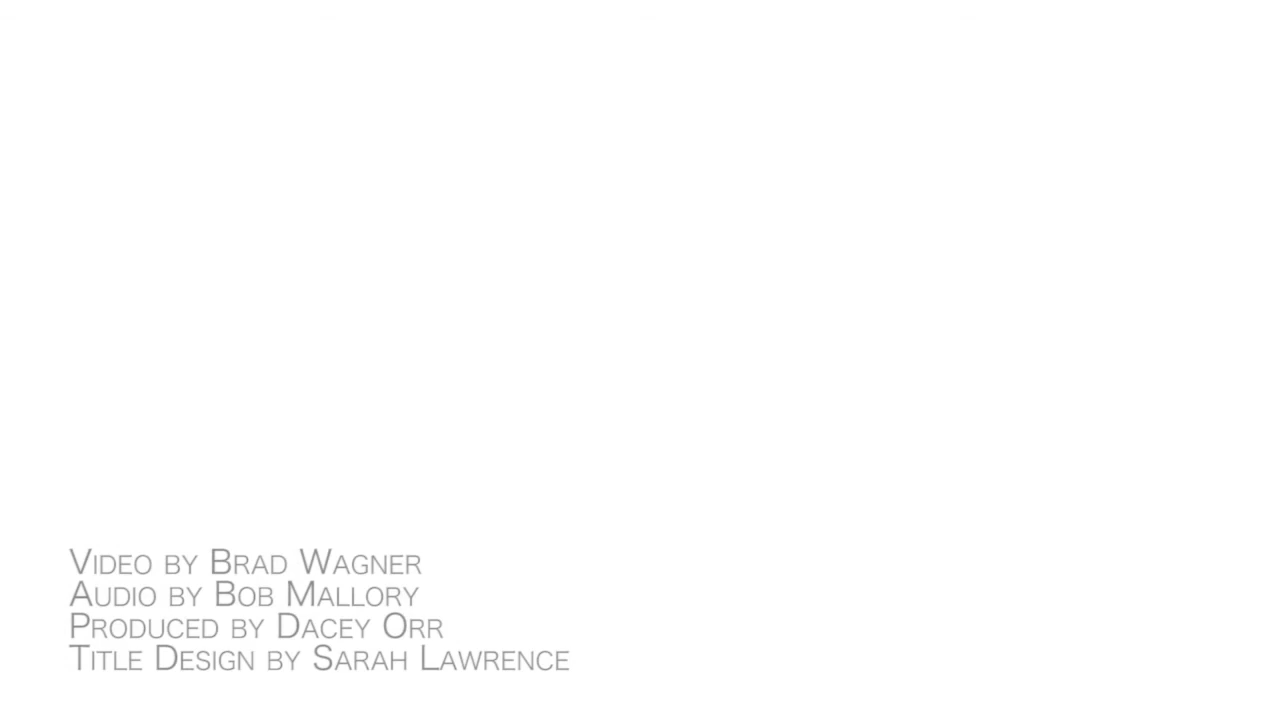 Video by Brad Wagner
Audio by Bob Mallory
Produced by Dacey Orr
Title Design by Sarah Lawrence